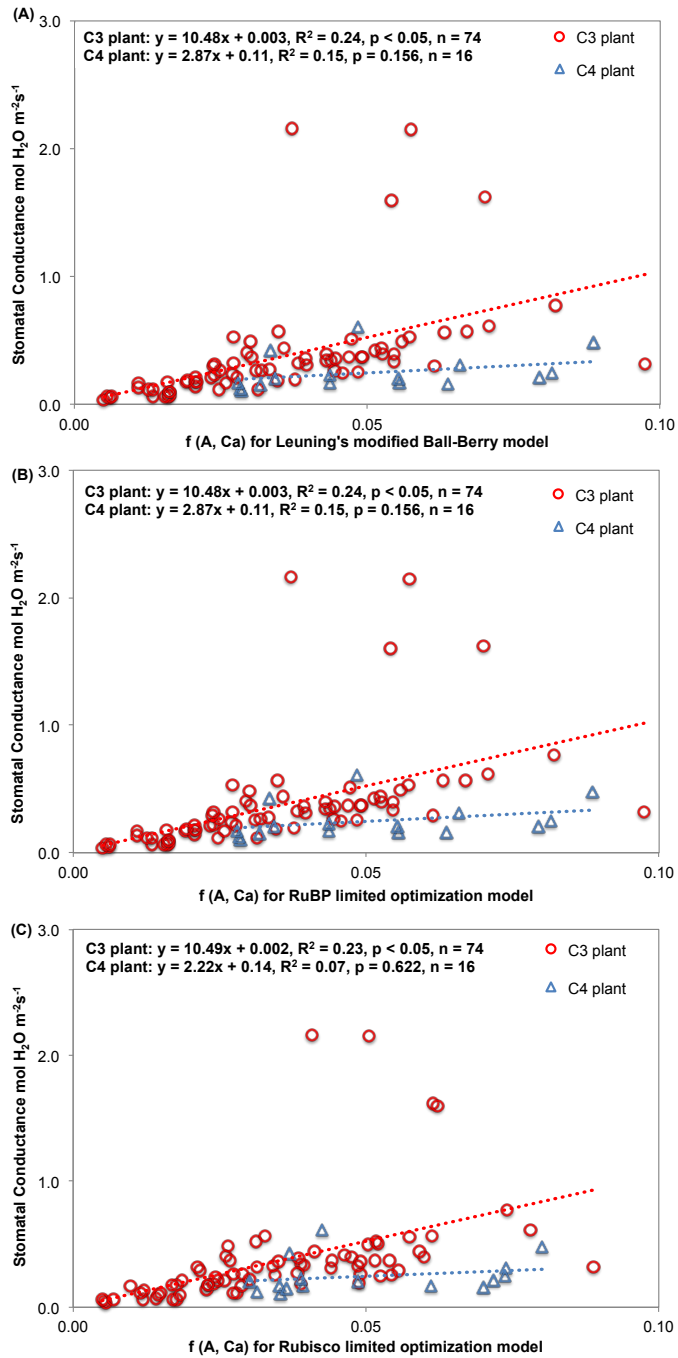 (A)
3.0
C3 plant: y = 10.48x + 0.003, R² = 0.24, p < 0.05, n = 74
C4 plant: y = 2.87x + 0.11, R² = 0.15, p = 0.156, n = 16
C3 plant
C4 plant
2.0
1.0
0.0
Stomatal Conductance mol H₂O m⁻²s⁻¹
0.00
0.05
0.10
f (A, Ca) for Leuning's modified Ball-Berry model
(B)
3.0
C3 plant: y = 10.48x + 0.003, R² = 0.24, p < 0.05, n = 74
C4 plant: y = 2.87x + 0.11, R² = 0.15, p = 0.156, n = 16
C3 plant
C4 plant
2.0
1.0
0.0
Stomatal Conductance mol H₂O m⁻²s⁻¹
0.00
0.05
0.10
f (A, Ca) for RuBP limited optimization model
(C)
3.0
C3 plant: y = 10.49x + 0.002, R² = 0.23, p < 0.05, n = 74
C4 plant: y = 2.22x + 0.14, R² = 0.07, p = 0.622, n = 16
C3 plant
C4 plant
2.0
1.0
0.0
Stomatal Conductance mol H₂O m⁻²s⁻¹
0.00
0.05
0.10
f (A, Ca) for Rubisco limited optimization model